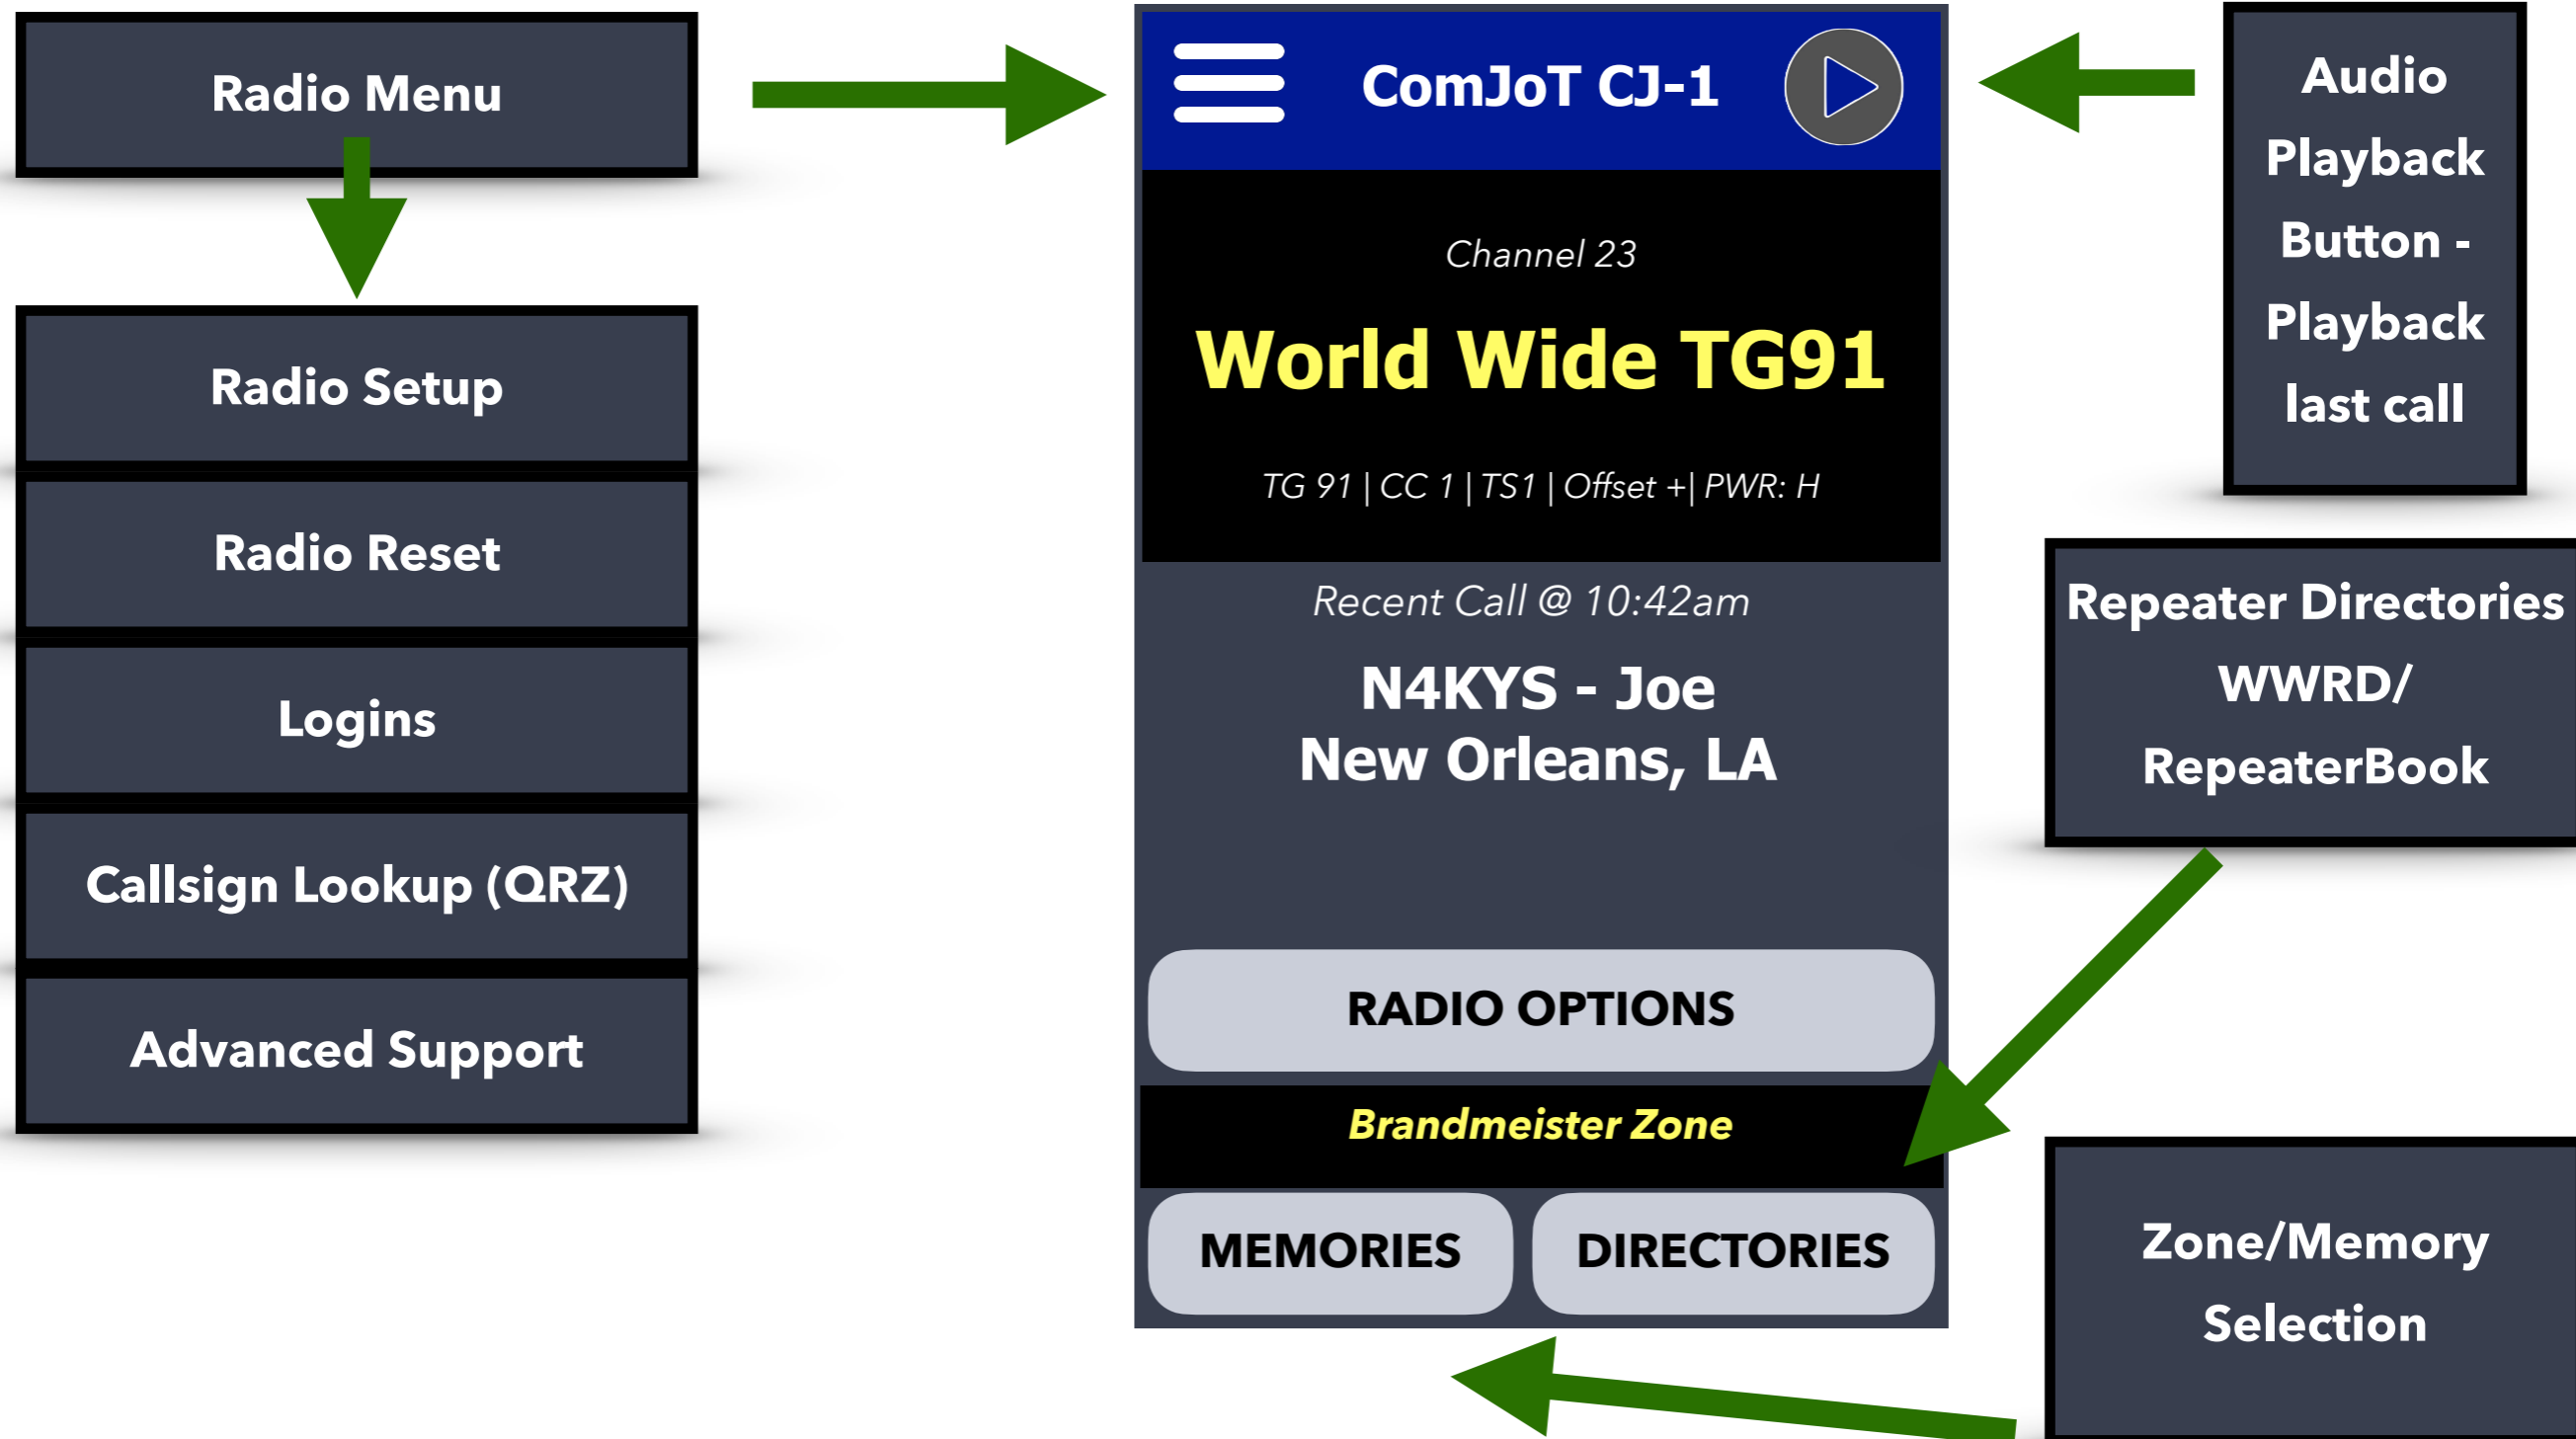 Radio Menu
Radio Setup
Radio Reset
Logins
Callsign Lookup (QRZ)
Advanced Support
ComJoT CJ-1
Channel 23
World Wide TG91
TG 91 | CC 1 | TS1 | Offset +| PWR: H
Recent Call @ 10:42am
N4KYS - Joe
New Orleans, LA
RADIO OPTIONS
Brandmeister Zone
MEMORIES
DIRECTORIES
Audio
Playback
Button -
Playback
last call
Repeater Directories
WWRD/
RepeaterBook
Zone/Memory
Selection